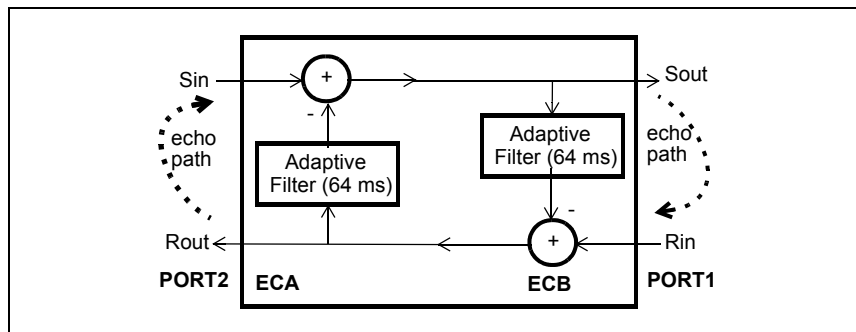 Sin
+
Sout
-
echo
path
Adaptive
Filter (64 ms)
Adaptive
Filter (64 ms)
echo
path
-
Rout
+
Rin
PORT2
ECA
ECB
PORT1